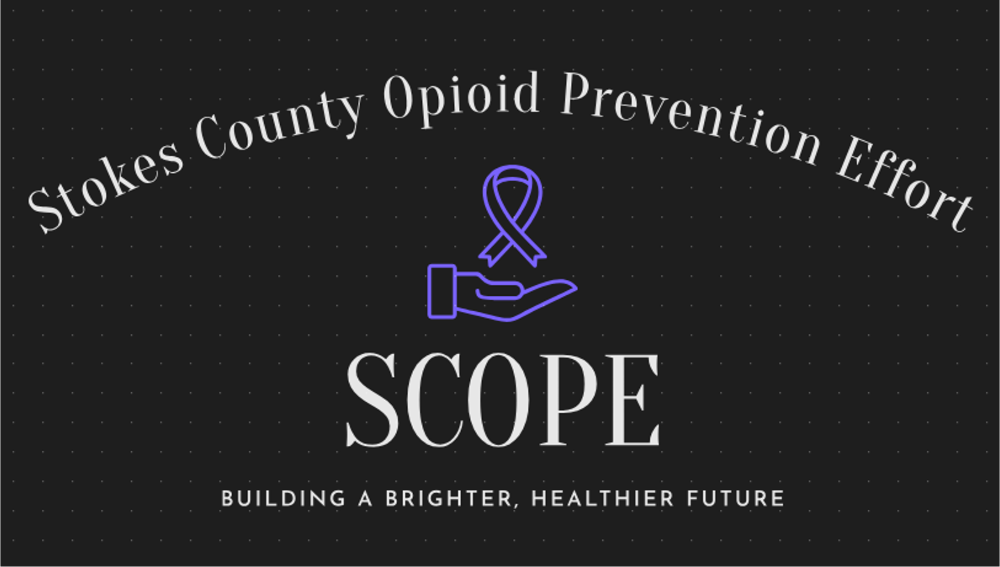 Stokes County Opioid Prevention Effort
SCOPE
BUILDING A BRIGHTER, HEALTHIER FUTURE